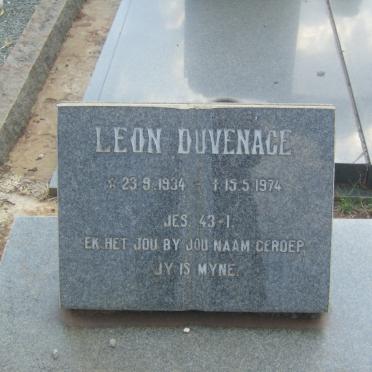 LEON DUVENAGE
* 23.9.1934 - † 15.5.1974
JES. 43-1.
EK HET JOU BY JOU NAAM GEROEP,
JY IS MYNE.